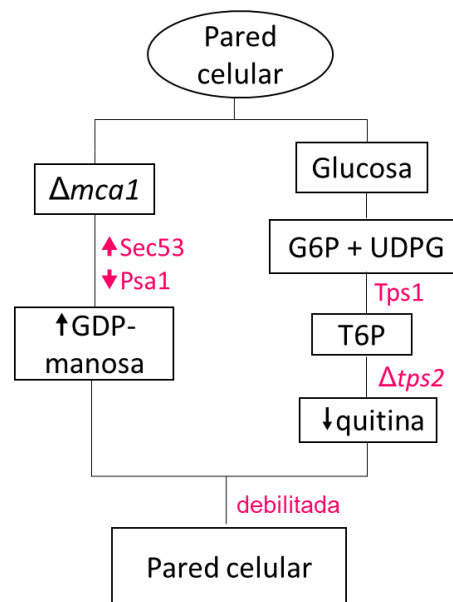 Pared
celular
Δmca1
Glucosa
⬆Sec53
⬇Psa1
G6P + UDPG
Tps1
↑GDP-
manosa
T6P
Δtps2
↓quitina
debilitada
Pared celular